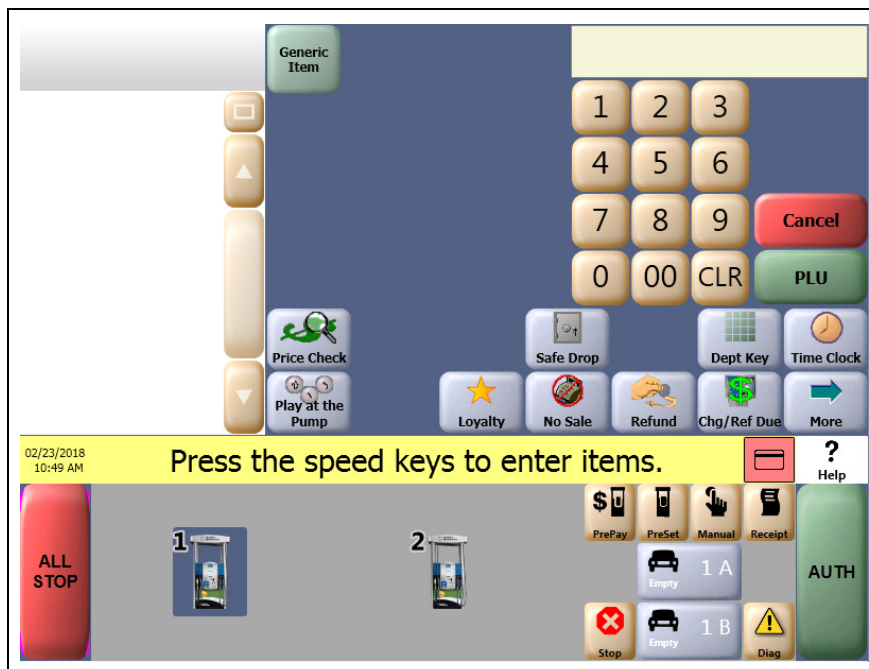 Generic
Item
1 2 3
4 5 6
7 8 9 Cancel
0 00 CLR PLU
Price Check Safe Drop Dept Key Time Clock
Play at the
Pump Loyalty No Sale Refund Chg/Ref Due More
02/23/2018
10:49 AM
Press the speed keys to enter items.
?
Help
ALL
STOP
1
2
$
PrePay PreSet Manual Receipt
Empty 1 A
AUTH
Stop Empty 1 B Diag